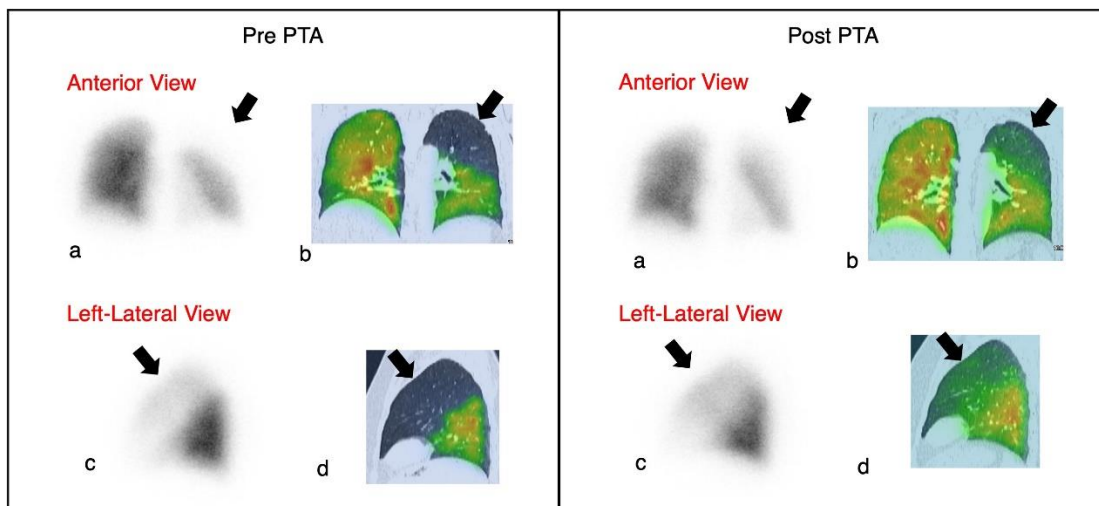 Pre PTA
Anterior View
a
b
Left-Lateral View
c
d
Post PTA
Anterior View
a
b
Left-Lateral View
c
d